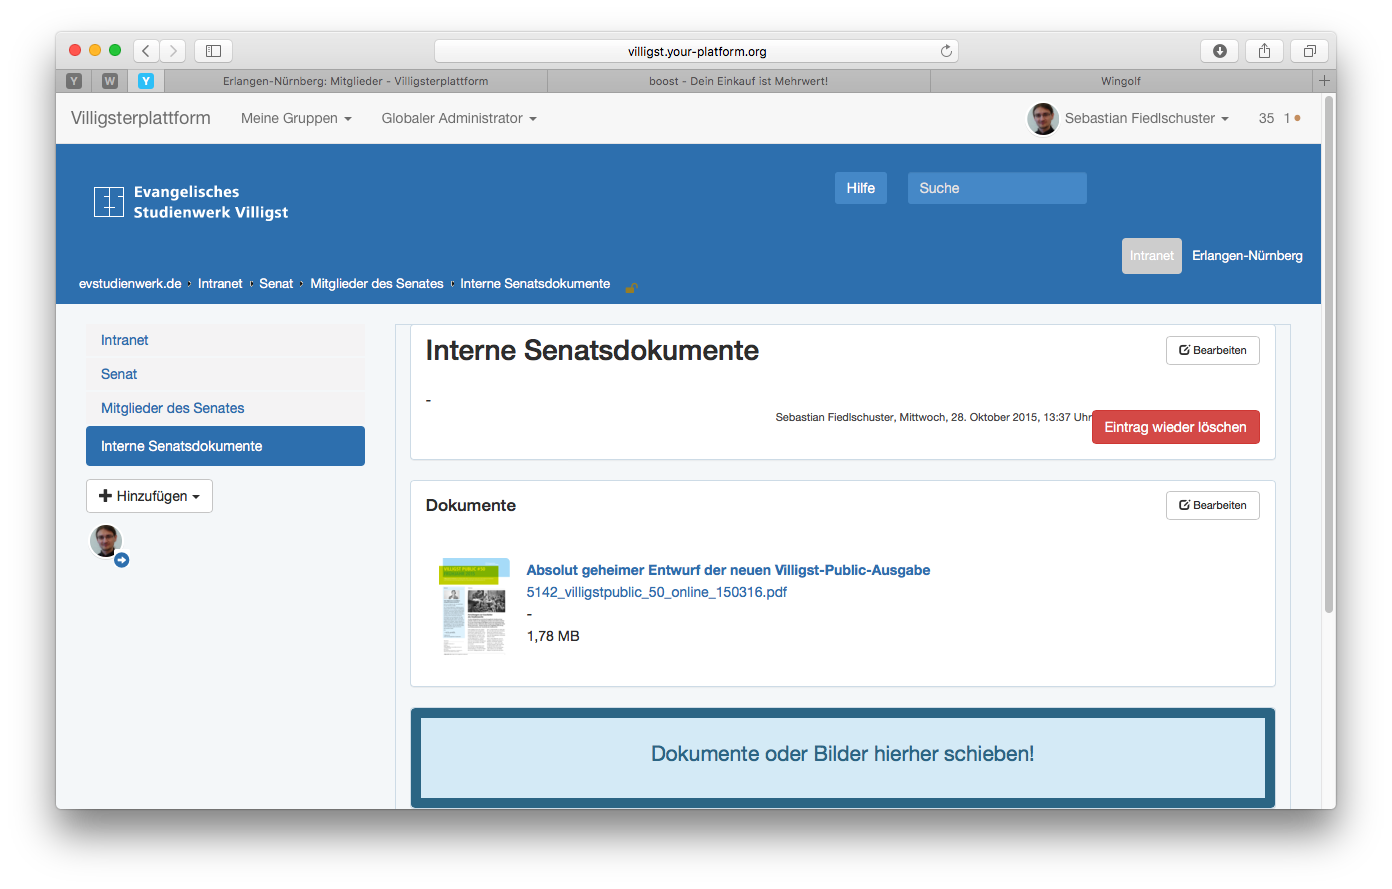 villigst.your-platform.org
Y W Y Erlangen-Nürnberg: Mitglieder - Villigsterplattform boost - Dein Einkauf ist Mehrwert! Wingolf
Villigsterplattform Meine Gruppen Globaler Administrator Sebastian Fiedlschuster 35 1
Evangelisches
Studienwerk Villigst
Hilfe Suche
Intranet Erlangen-Nürnberg
evstudienwerk.de › Intranet › Senat › Mitglieder des Senates › Interne Senatsdokumente
Intranet
Senat
Mitglieder des Senates
Interne Senatsdokumente
Hinzufügen
Interne Senatsdokumente
Bearbeiten
-
Sebastian Fiedlschuster, Mittwoch, 28. Oktober 2015, 13:37 Uhr
Eintrag wieder löschen
Dokumente
Bearbeiten
Absolut geheimer Entwurf der neuen Villigst-Public-Ausgabe
5142_villigstpublic_50_online_150316.pdf
-
1,78 MB
Dokumente oder Bilder hierher schieben!